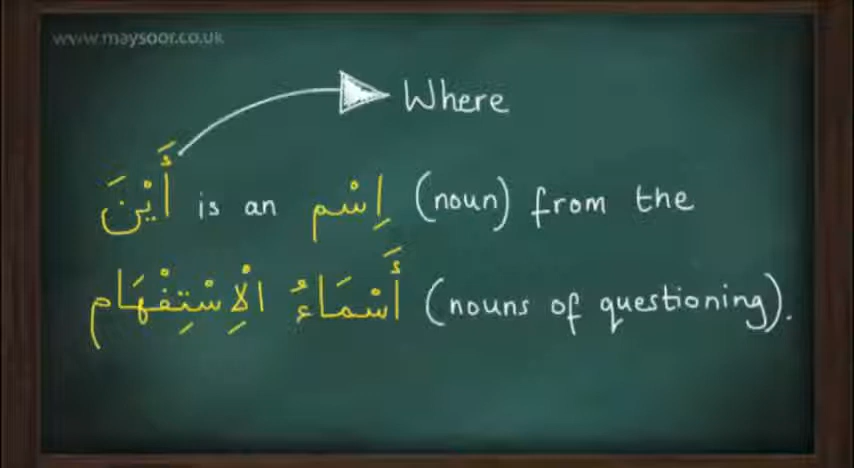 www.maysoor.co.uk
Where
أَيْنَ is an اِسْم (noun) from the
أَسْمَاءُ الْاِسْتِفْهَام (nouns of questioning).